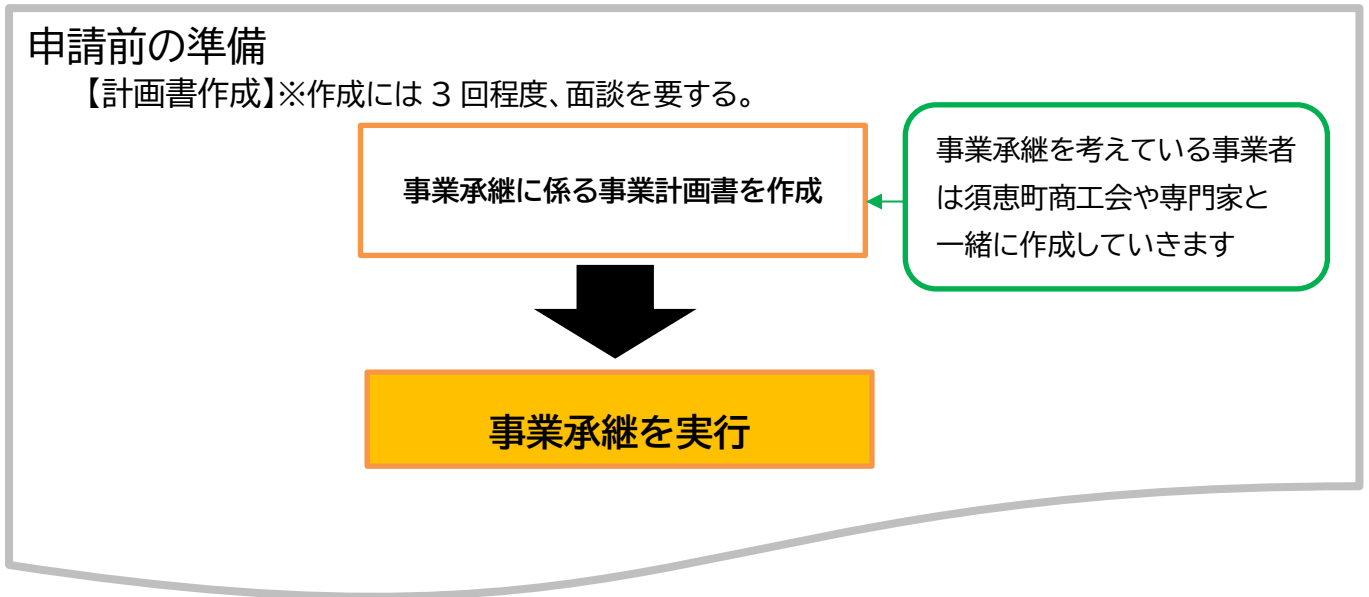 申請前の準備
【計画書作成】※作成には 3 回程度、面談を要する。
事業承継に係る事業計画書を作成
事業承継を考えている事業者
は須恵町商工会や専門家と
一緒に作成していきます
事業承継を実行